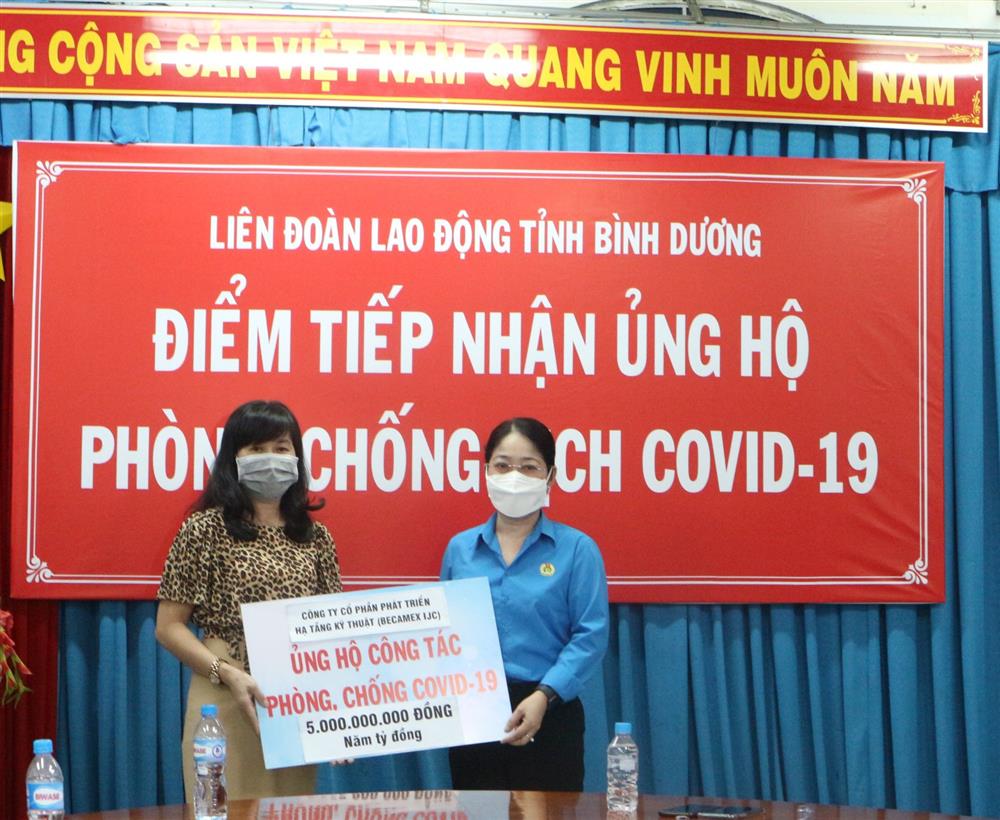 NG CỘNG SẢN VIỆT NAM QUANG VINH MUÔN NĂM
LIÊN ĐOÀN LAO ĐỘNG TỈNH BÌNH DƯƠNG
ĐIỂM TIẾP NHẬN ỦNG HỘ
PHÒN CHỐNG ỊCH COVID-19
CÔNG TY CỔ PHẦN PHÁT TRIỂN
HẠ TẦNG KỸ THUẬT (BECAMEX IJC)
ỦNG HỘ CÔNG TÁC
PHÒNG, CHỐNG COVID-19
5.000.000.000 ĐỒNG
Năm tỷ đồng
BIWASE